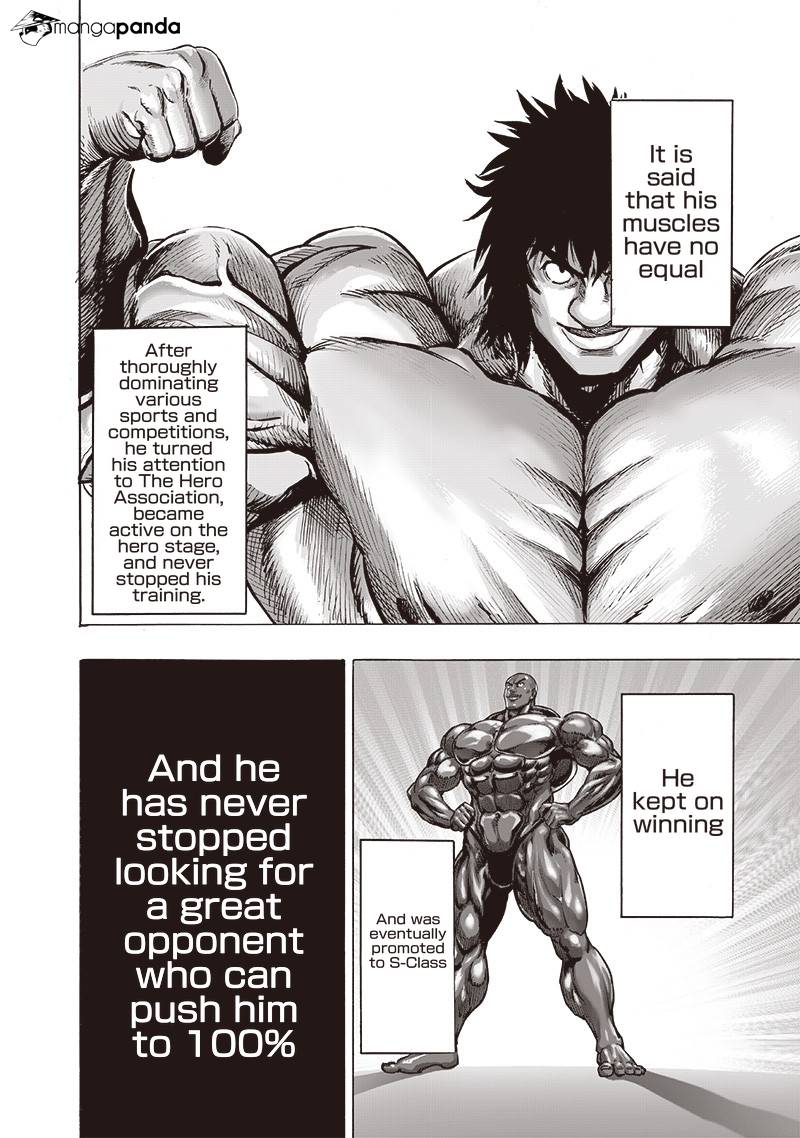 mangapanda
It is
said
that his
muscles
have no
equal
After
thoroughly
dominating
various
sports and
competitions,
he turned
his attention
to The Hero
Association,
became
active on the
hero stage,
and never
stopped his
training.
He
kept on
winning
And was
eventually
promoted
to S-Class
And he
has never
stopped
looking for
a great
opponent
who can
push him
to 100%